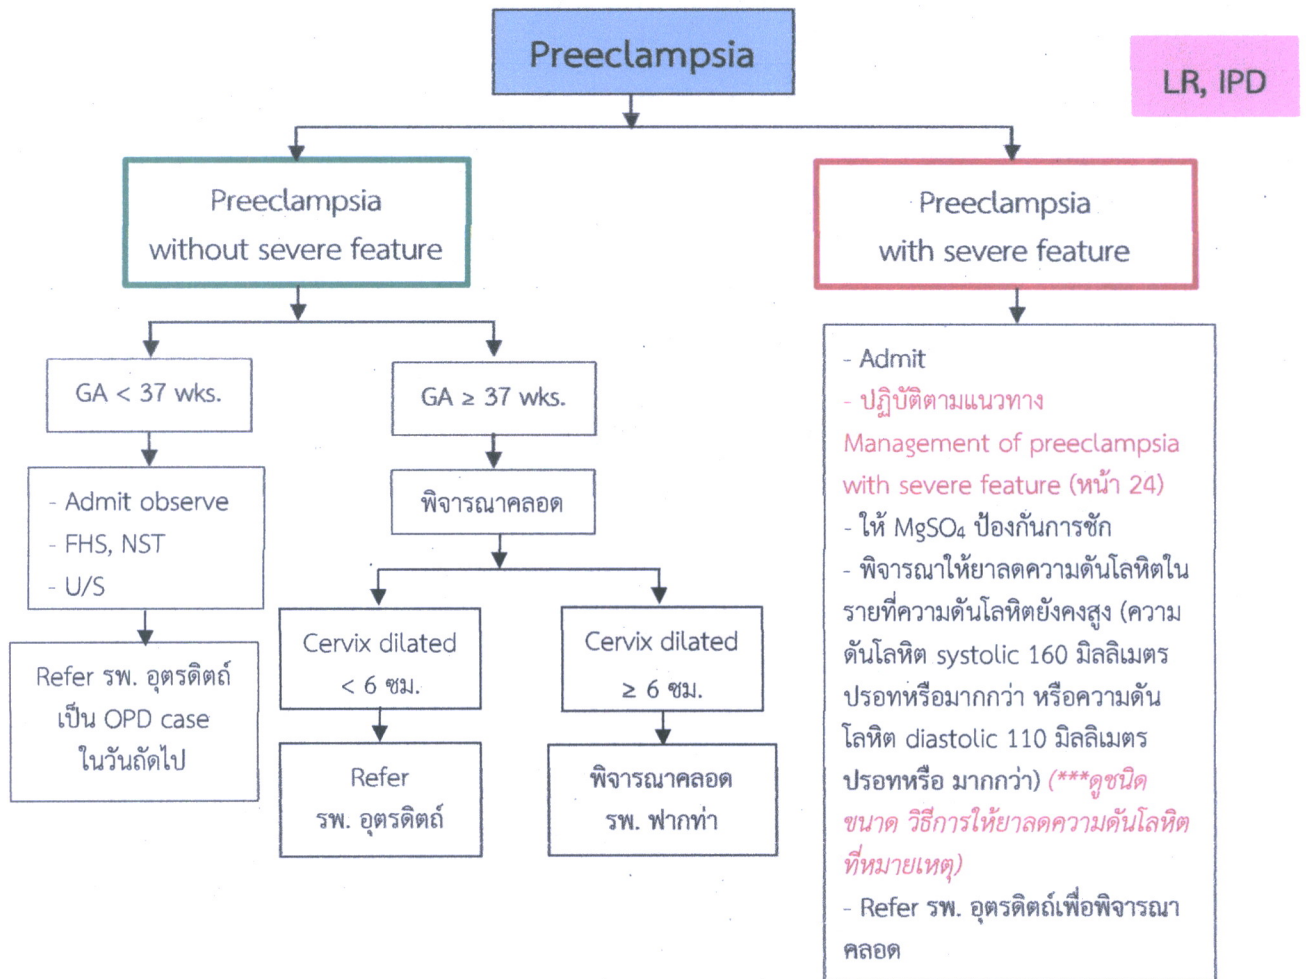 Preeclampsia
LR, IPD
Preeclampsia
without severe feature
Preeclampsia
with severe feature
GA < 37 wks.
GA ≥ 37 wks.
- Admit observe
- FHS, NST
- U/S
พิจารณาคลอด
Refer รพ. อุตรดิตถ์
เป็น OPD case
ในวันถัดไป
Cervix dilated
< 6 ซม.
Cervix dilated
≥ 6 ซม.
Refer
รพ. อุตรดิตถ์
พิจารณาคลอด
รพ. ฟากท่า
- Admit
- ปฏิบัติตามแนวทาง
Management of preeclampsia
with severe feature (หน้า 24)
- ให้ MgSO₄ ป้องกันการชัก
- พิจารณาให้ยาลดความดันโลหิตใน
รายที่ความดันโลหิตยังคงสูง (ความ
ดันโลหิต systolic 160 มิลลิเมตร
ปรอทหรือมากกว่า หรือความดัน
โลหิต diastolic 110 มิลลิเมตร
ปรอทหรือ มากกว่า) (***ดูชนิด
ขนาด วิธีการให้ยาลดความดันโลหิต
ที่หมายเหตุ)
- Refer รพ. อุตรดิตถ์เพื่อพิจารณา
คลอด